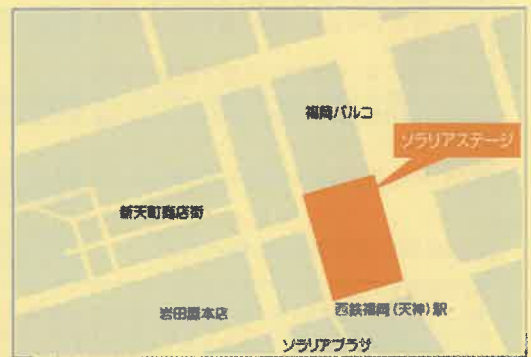 福岡パルコ
ソラリアステージ
新天町商店街
岩田屋本店
西鉄福岡(天神)駅
ソラリアプラザ